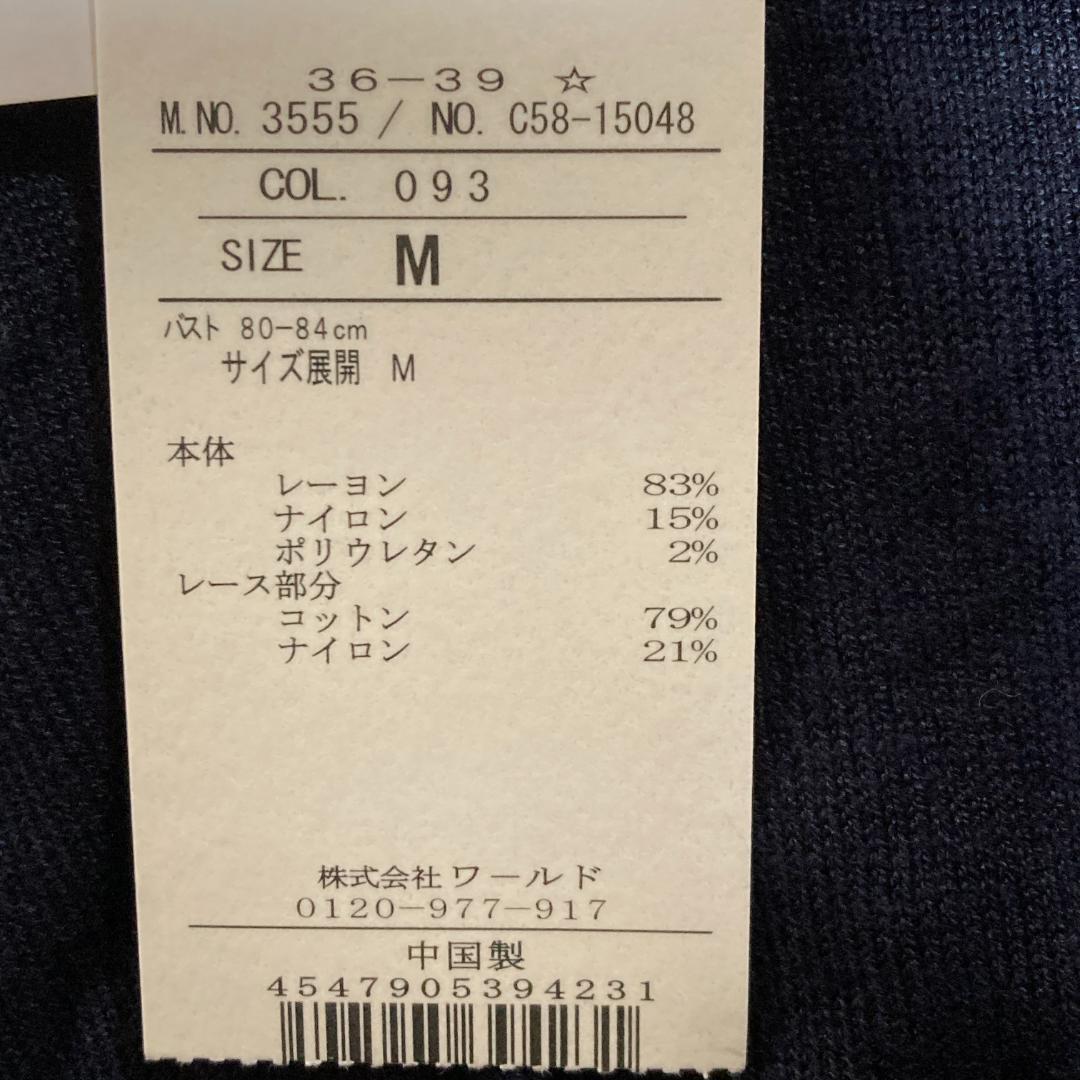 36-39 ☆
M.NO. 3555 / NO. C58-15048
COL. 093
SIZE M
バスト 80-84cm
サイズ展開 M
本体
レーヨン 83%
ナイロン 15%
ポリウレタン 2%
レース部分
コットン 79%
ナイロン 21%
株式会社ワールド
0120-977-917
中国製
4547905394231